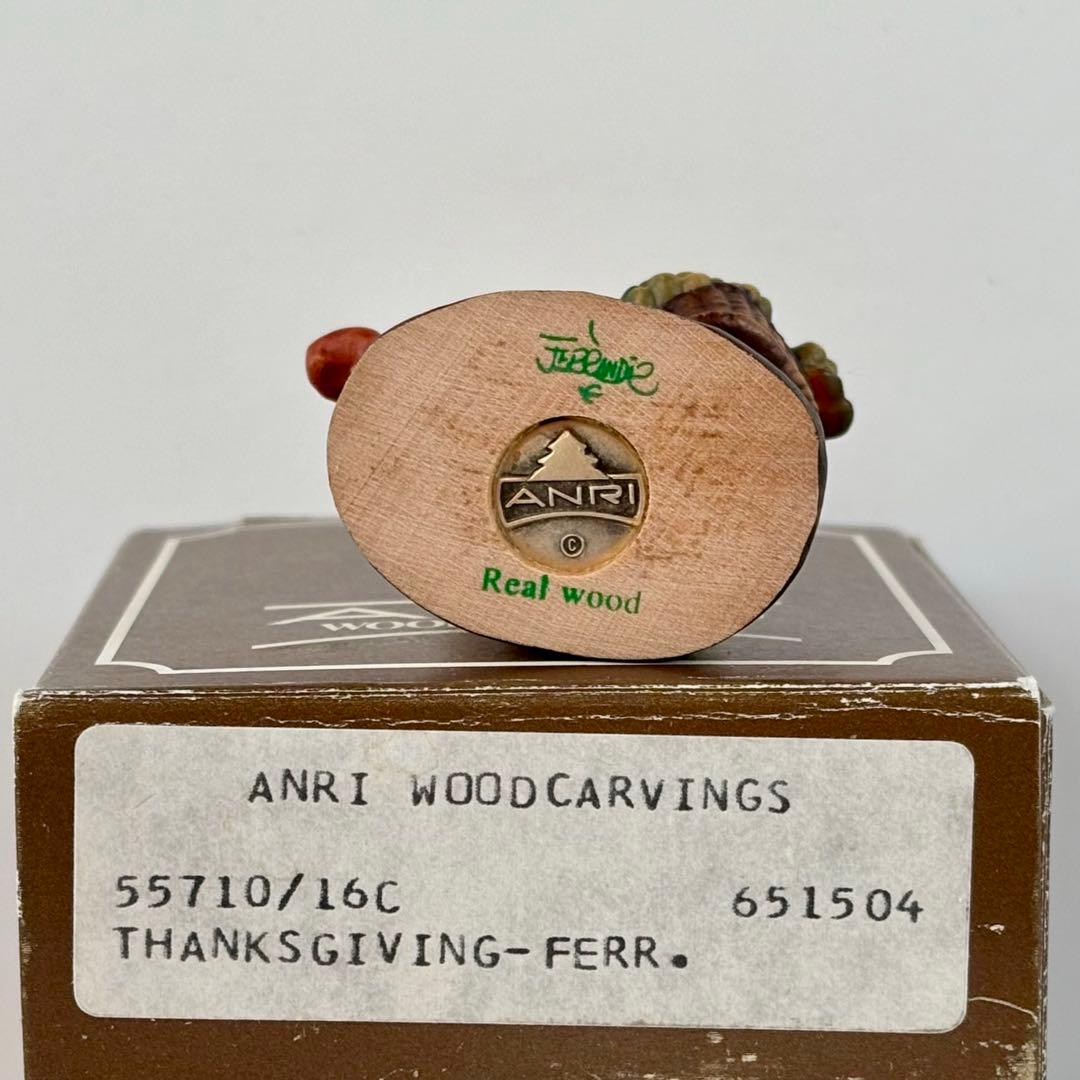 ANRI
©
Real wood
ANRI WOODCARVINGS
55710/16C 651504
THANKSGIVING-FERR.